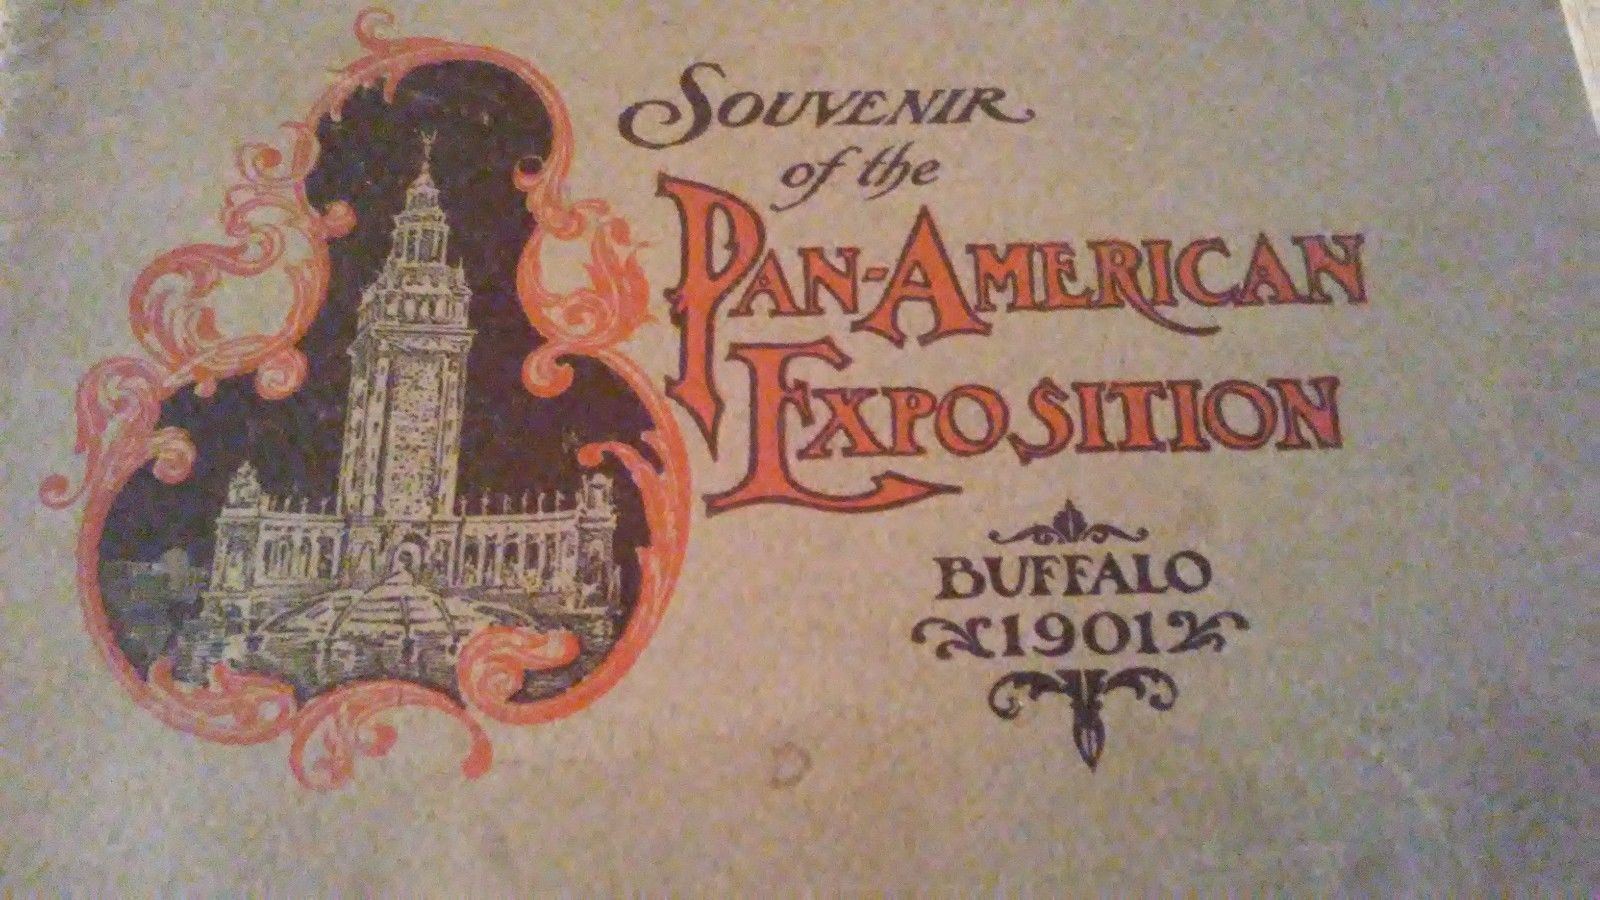 SOUVENIR
of the
PAN-AMERICAN
EXPOSITION
BUFFALO
1901